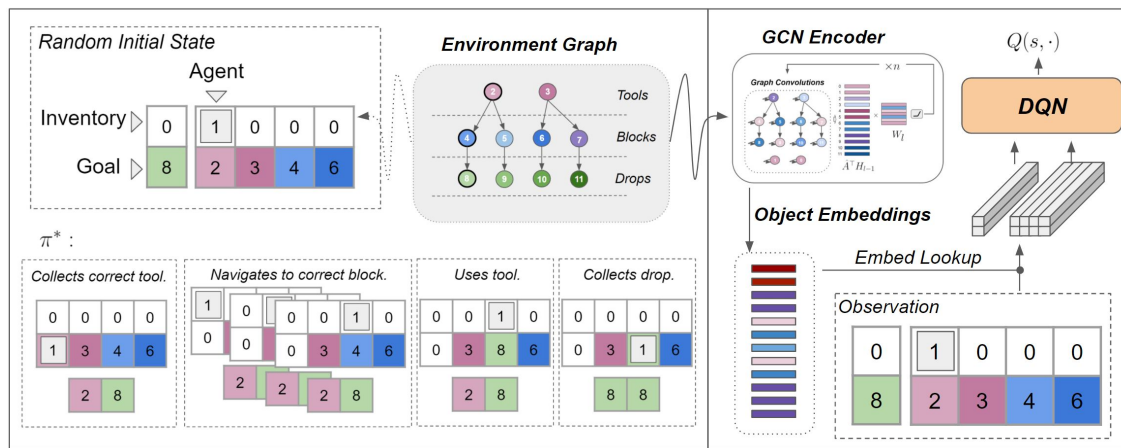 Random Initial State
Agent
Inventory
0 1 0 0 0
Goal
8 2 3 4 6
Environment Graph
2 3
Tools
4 5 6 7
Blocks
8 9 10 11
Drops
π* :
Collects correct tool.
0 0 0 0
1 3 4 6
2 8
Navigates to correct block.
1
0
0 0 1 0
0 3 4 6
2 2 2 8
Uses tool.
0 0 1 0
0 3 8 6
2 8
Collects drop.
0 0 0 0
0 3 1 6
8 8
GCN Encoder
×n
Graph Convolutions
W_l
Â^⊤ H_{l−1}
Q(s, ·)
DQN
Object Embeddings
Embed Lookup
Observation
0 1 0 0 0
8 2 3 4 6